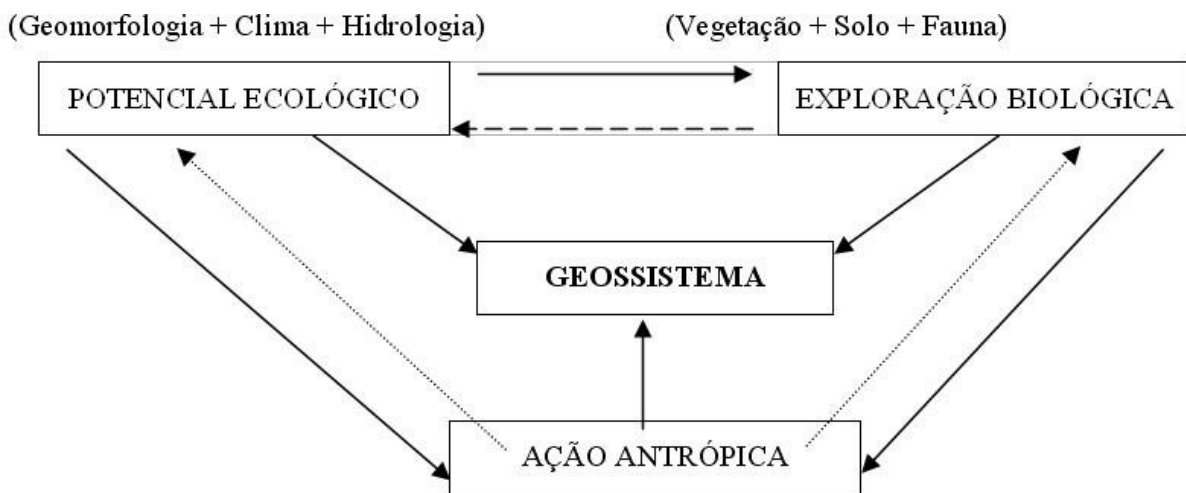 (Geomorfologia + Clima + Hidrologia)
(Vegetação + Solo + Fauna)
POTENCIAL ECOLÓGICO
EXPLORAÇÃO BIOLÓGICA
GEOSSISTEMA
AÇÃO ANTRÓPICA